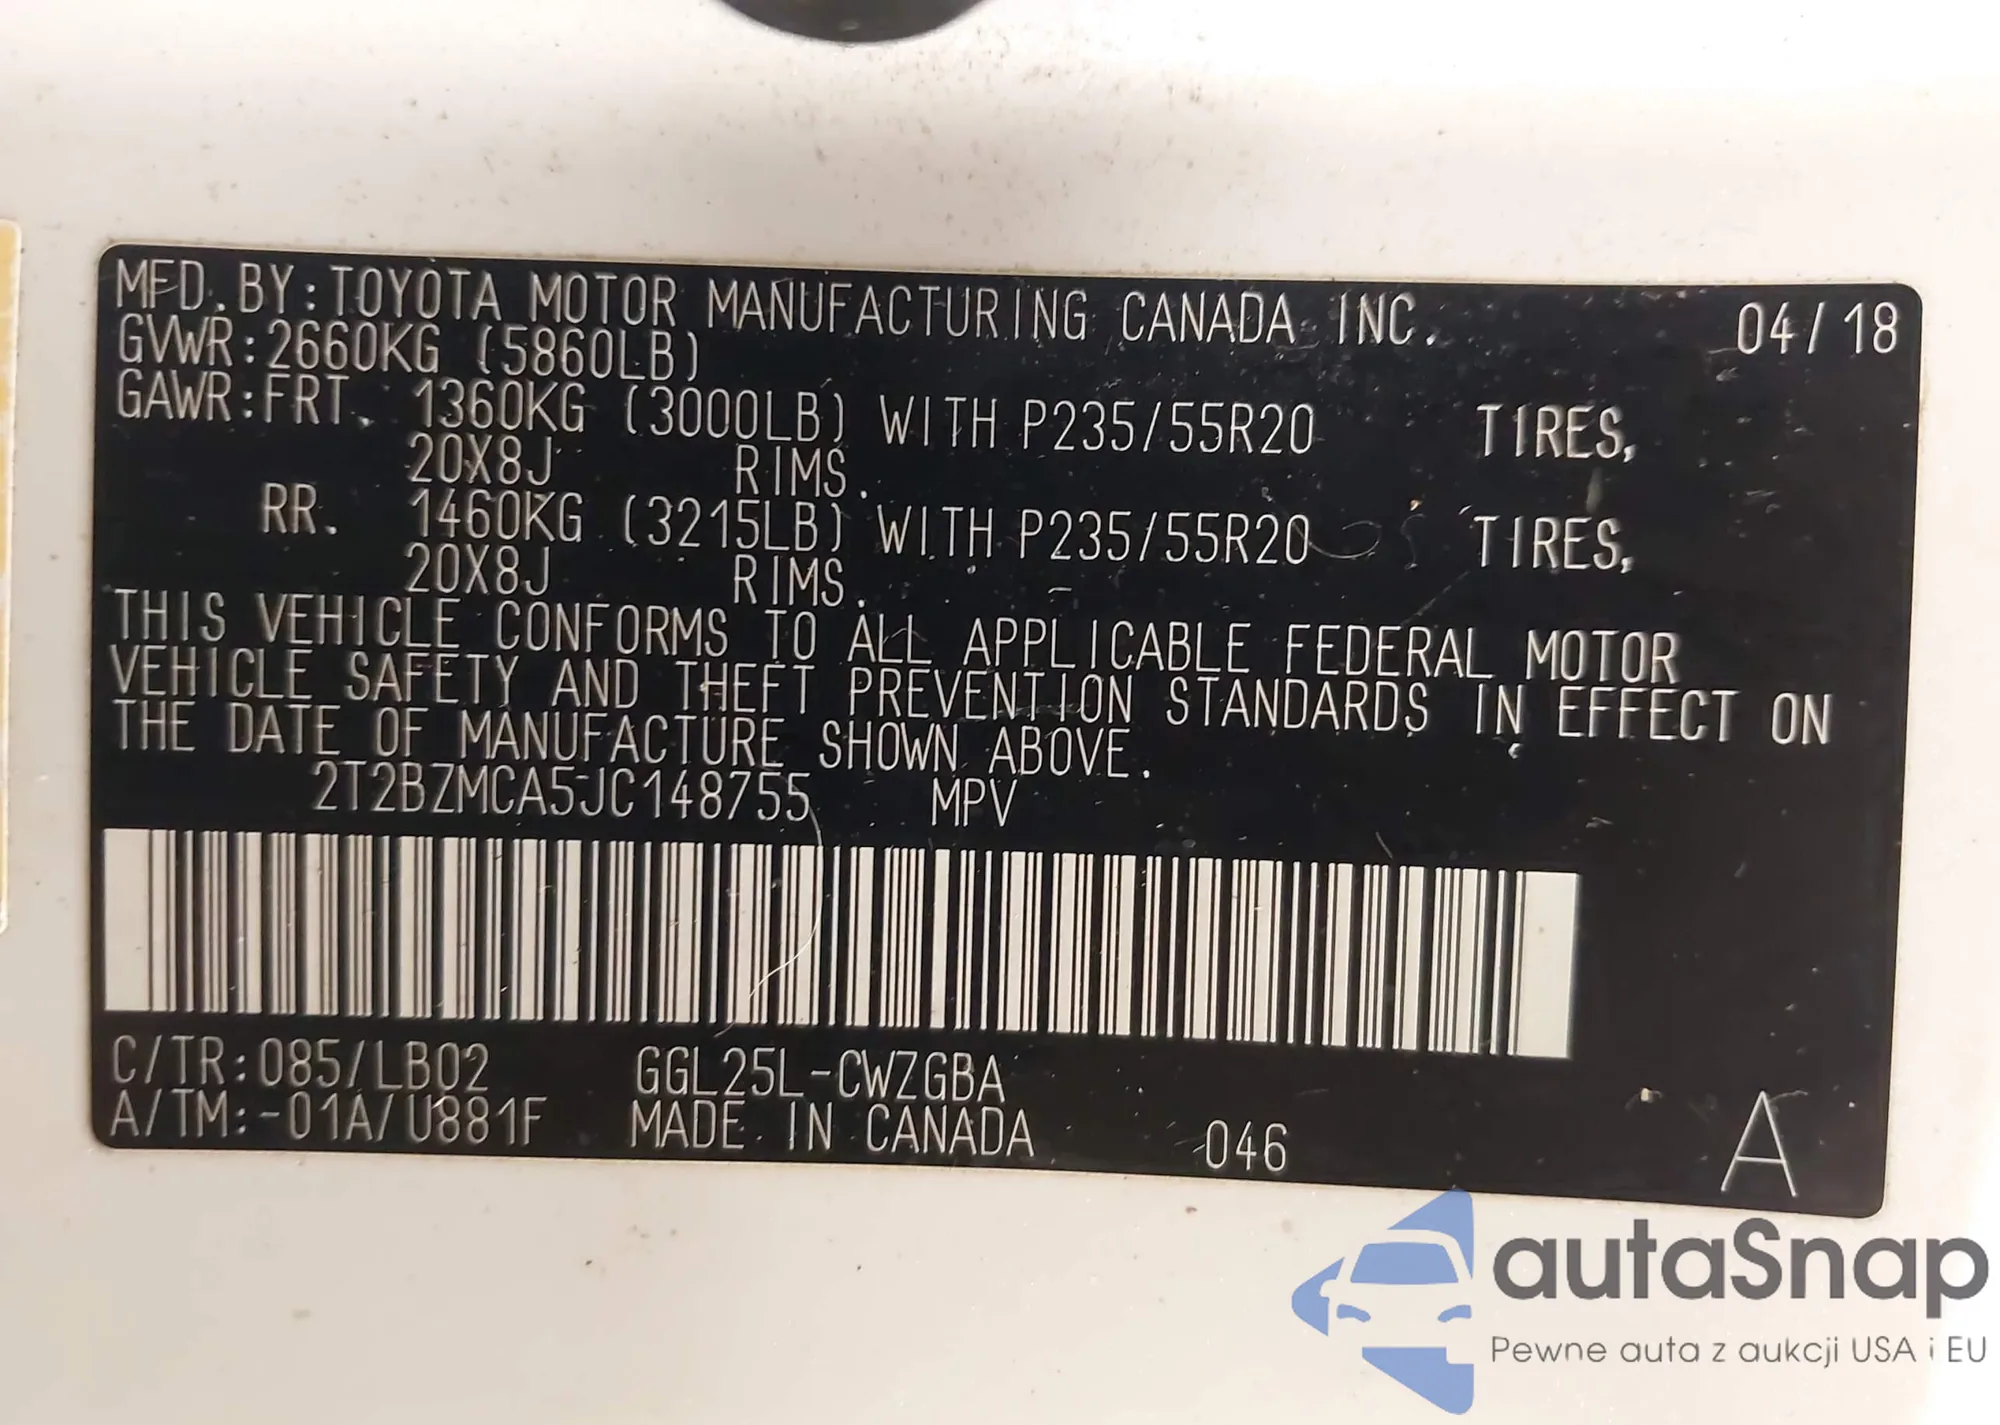 MFD. BY: TOYOTA MOTOR MANUFACTURING CANADA INC. 04/18
GVWR: 2660KG (5860LB)
GAWR: FRT. 1360KG (3000LB) WITH P235/55R20 TIRES,
20X8J RIMS.
RR. 1460KG (3215LB) WITH P235/55R20 TIRES,
20X8J RIMS.
THIS VEHICLE CONFORMS TO ALL APPLICABLE FEDERAL MOTOR
VEHICLE SAFETY AND THEFT PREVENTION STANDARDS IN EFFECT ON
THE DATE OF MANUFACTURE SHOWN ABOVE.
2T2BZMCA5JC148755 MPV
C/TR: 085/LB02 GGL25L-CWZGBA
A/TM: -01A/U881F MADE IN CANADA 046 A
autaSnap
Pewne auta z aukcji USA i EU